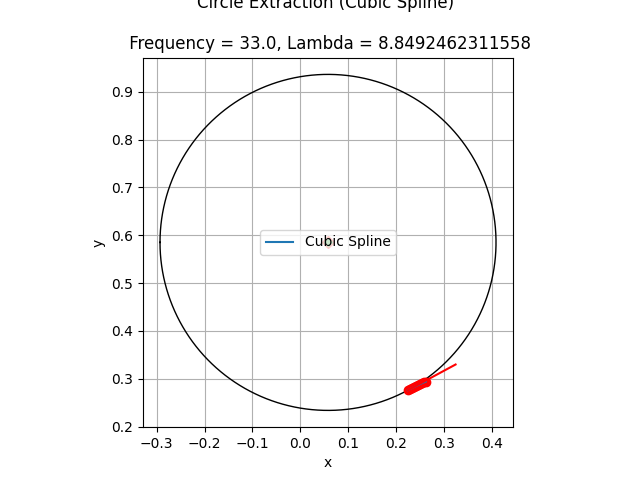 Circle Extraction (Cubic Spline)
Frequency = 33.0, Lambda = 8.8492462311558
0.9
0.8
0.7
0.6
0.5
0.4
0.3
0.2
y
Cubic Spline
−0.3 −0.2 −0.1 0.0 0.1 0.2 0.3 0.4
x